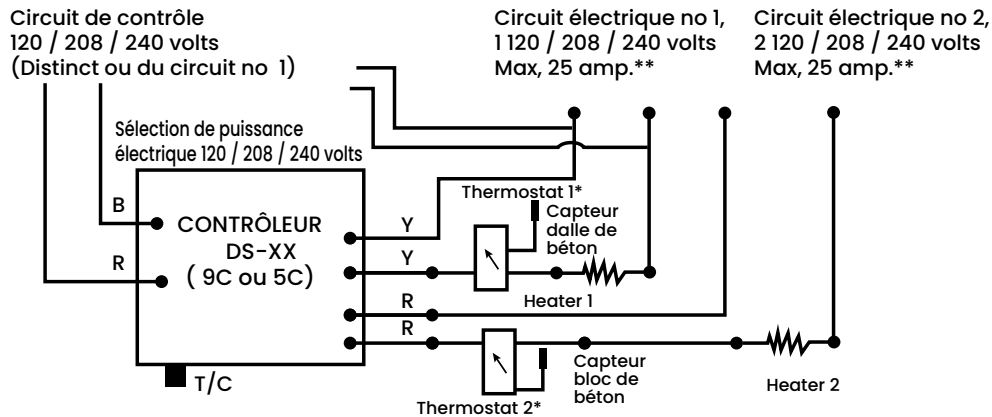 Circuit de contrôle
120 / 208 / 240 volts
(Distinct ou du circuit no 1)
Circuit électrique no 1,
1 120 / 208 / 240 volts
Max, 25 amp.**
Circuit électrique no 2,
2 120 / 208 / 240 volts
Max, 25 amp.**
Sélection de puissance
électrique 120 / 208 / 240 volts
B
R
CONTRÔLEUR
DS-XX
( 9C ou 5C)
T/C
Y
Y
R
R
Thermostat 1*
Capteur
dalle de
béton
Heater 1
Thermostat 2*
Capteur
bloc de
béton
Heater 2